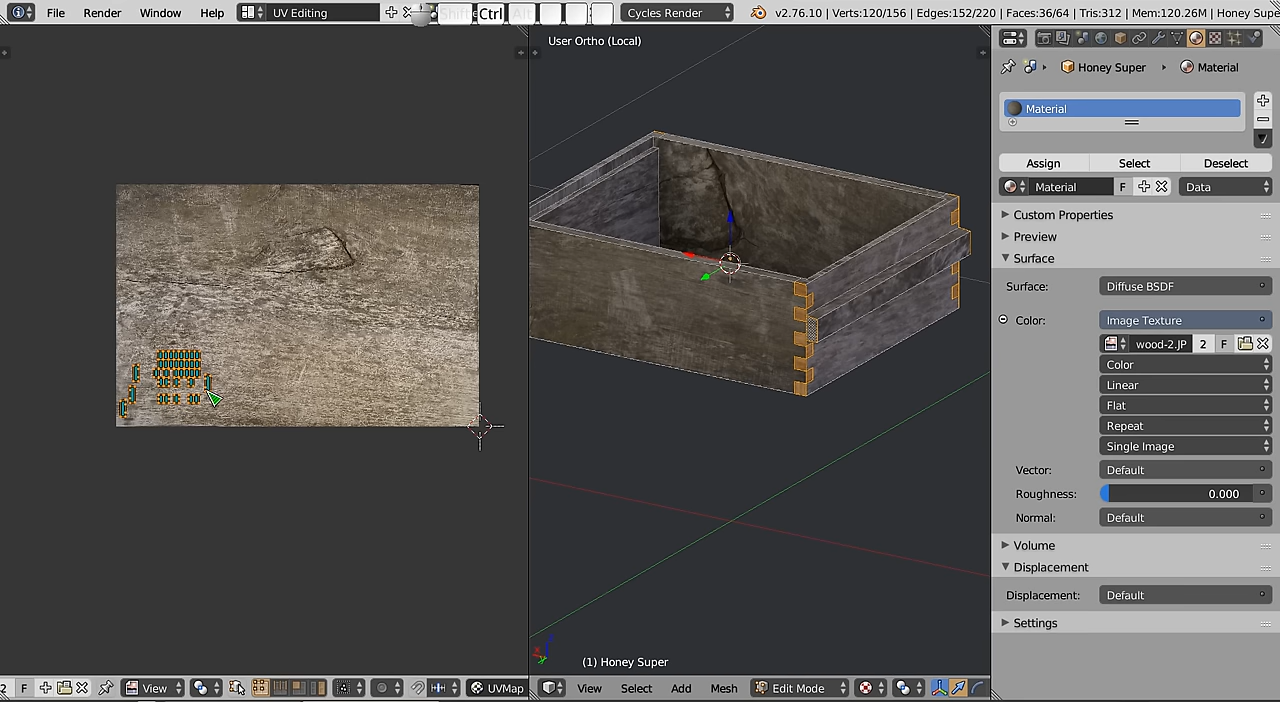 File Render Window Help UV Editing Shift Ctrl Alt Cycles Render v2.76.10 | Verts:120/156 | Edges:152/220 | Faces:36/64 | Tris:312 | Mem:120.26M | Honey Supe
User Ortho (Local)
Honey Super Material
Material
Assign Select Deselect
Material F Data
Custom Properties
Preview
Surface
Surface: Diffuse BSDF
Color: Image Texture
wood-2.JP 2 F
Color
Linear
Flat
Repeat
Single Image
Vector: Default
Roughness: 0.000
Normal: Default
Volume
Displacement
Displacement: Default
Settings
(1) Honey Super
2 F View UVMap View Select Add Mesh Edit Mode